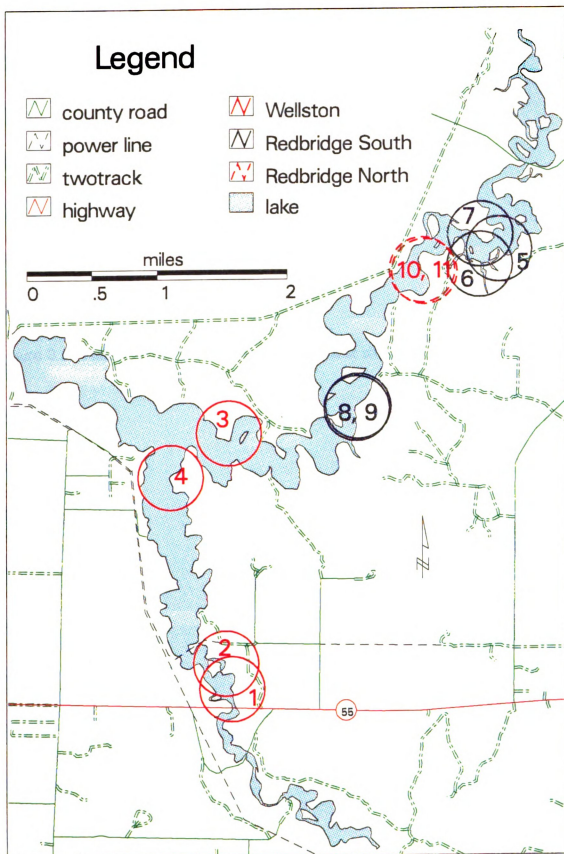 Legend
county road
power line
twotrack
highway
Wellston
Redbridge South
Redbridge North
lake
miles
0 .5 1 2
7
5
6
10, 11
8, 9
3
4
2
1
55